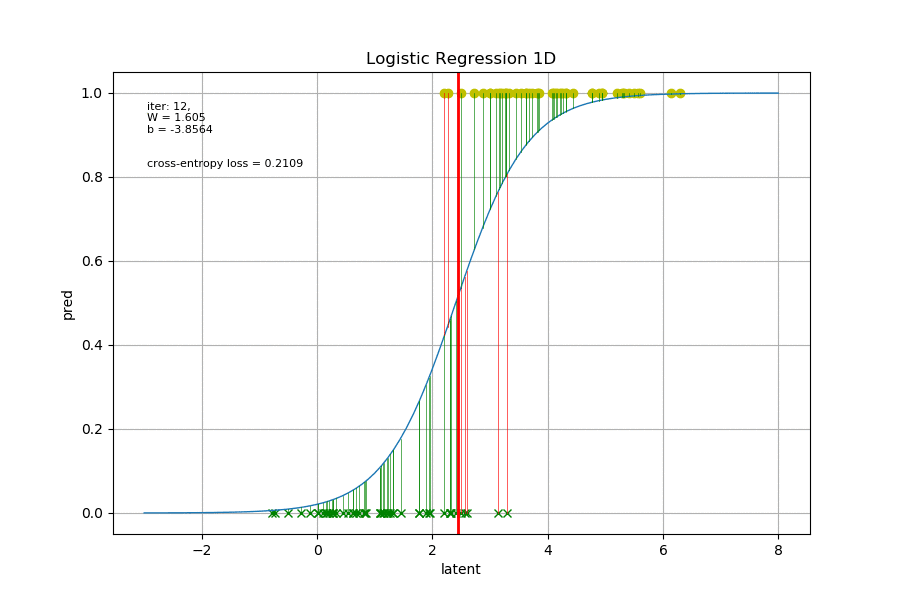 Logistic Regression 1D
iter: 12,
W = 1.605
b = -3.8564
cross-entropy loss = 0.2109
1.0
0.8
0.6
0.4
0.2
0.0
pred
−2
0
2
4
6
8
latent